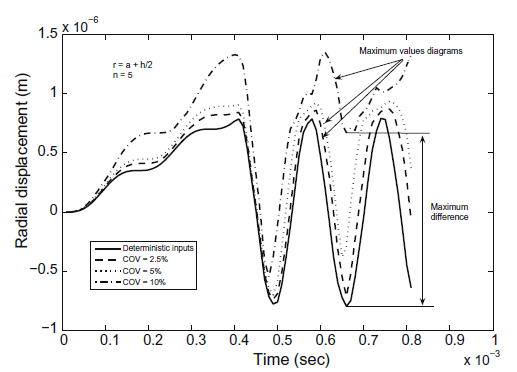 x 10⁻⁶
1.5
1
0.5
0
−0.5
−1
Radial displacement (m)
r = a + h/2
n = 5
Maximum values diagrams
Maximum
difference
Deterministic inputs
COV = 2.5%
COV = 5%
COV = 10%
0 0.1 0.2 0.3 0.4 0.5 0.6 0.7 0.8 0.9 1
Time (sec)
x 10⁻³